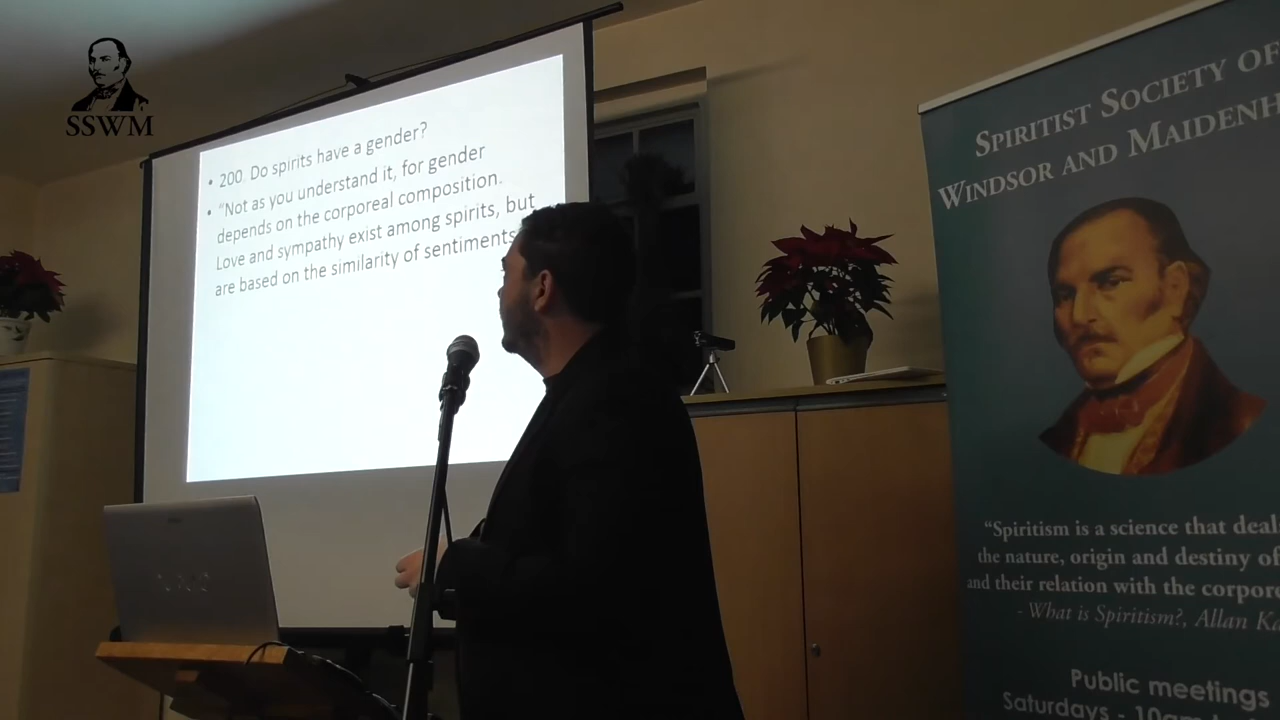 SSWM
• 200. Do spirits have a gender?
• “Not as you understand it, for gender
depends on the corporeal composition.
Love and sympathy exist among spirits, but
are based on the similarity of sentiments
SPIRITIST SOCIETY OF
WINDSOR AND MAIDENH
“Spiritism is a science that deal
the nature, origin and destiny of
and their relation with the corpor
- What is Spiritism?, Allan Ka
Public meetings
Saturdays - 10am